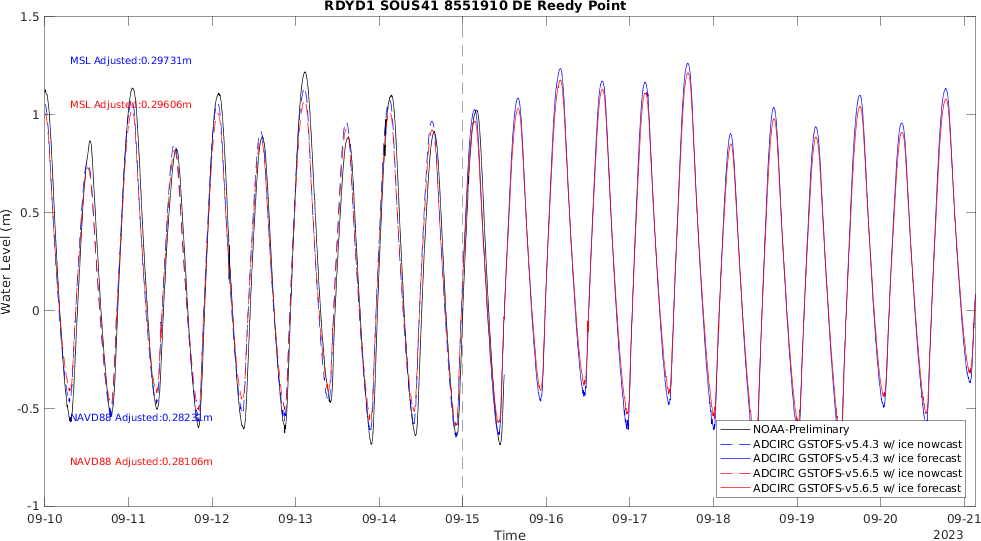 RDYD1 SOUS41 8551910 DE Reedy Point
1.5
1
0.5
0
-0.5
-1
Water Level (m)
MSL Adjusted:0.29731m
MSL Adjusted:0.29606m
NAVD88 Adjusted:0.28231m
NAVD88 Adjusted:0.28106m
NOAA-Preliminary
ADCIRC GSTOFS-v5.4.3 w/ ice nowcast
ADCIRC GSTOFS-v5.4.3 w/ ice forecast
ADCIRC GSTOFS-v5.6.5 w/ ice nowcast
ADCIRC GSTOFS-v5.6.5 w/ ice forecast
09-10 09-11 09-12 09-13 09-14 09-15 09-16 09-17 09-18 09-19 09-20 09-21
Time
2023